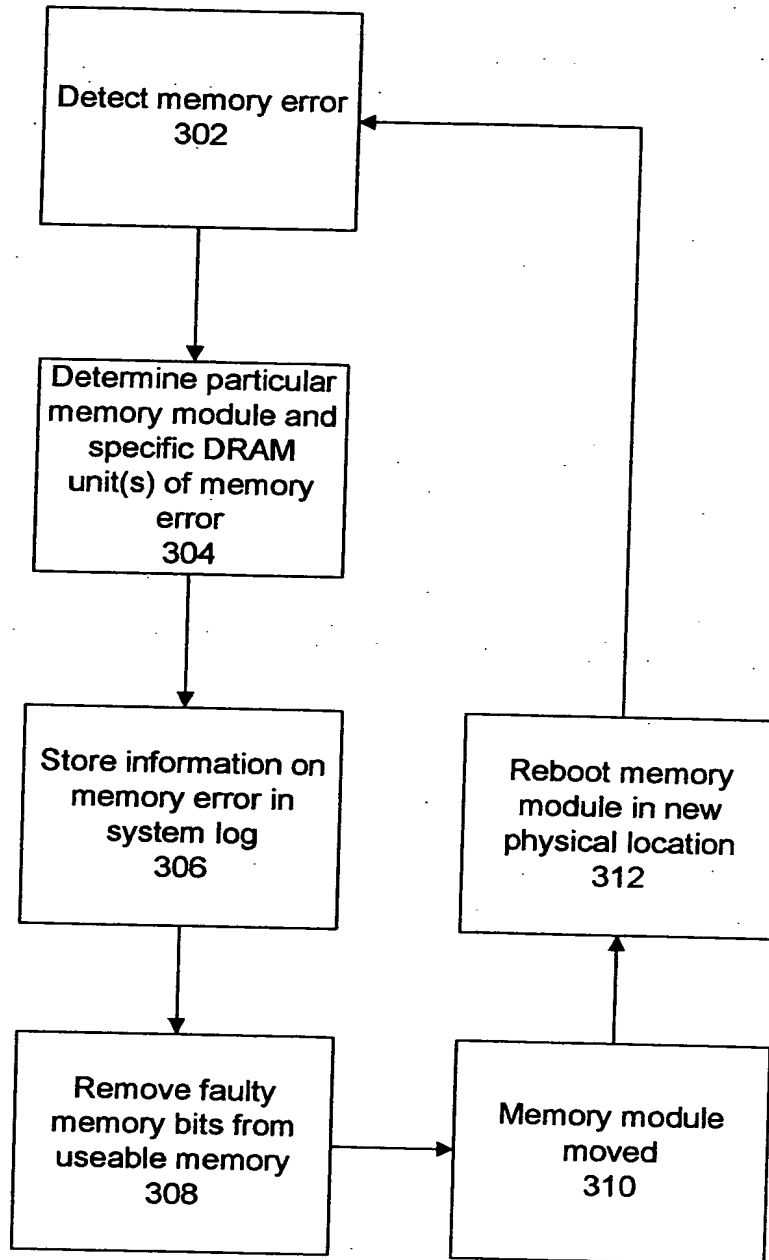 Detect memory error
302
Determine particular
memory module and
specific DRAM
unit(s) of memory
error
304
Store information on
memory error in
system log
306
Remove faulty
memory bits from
useable memory
308
Memory module
moved
310
Reboot memory
module in new
physical location
312